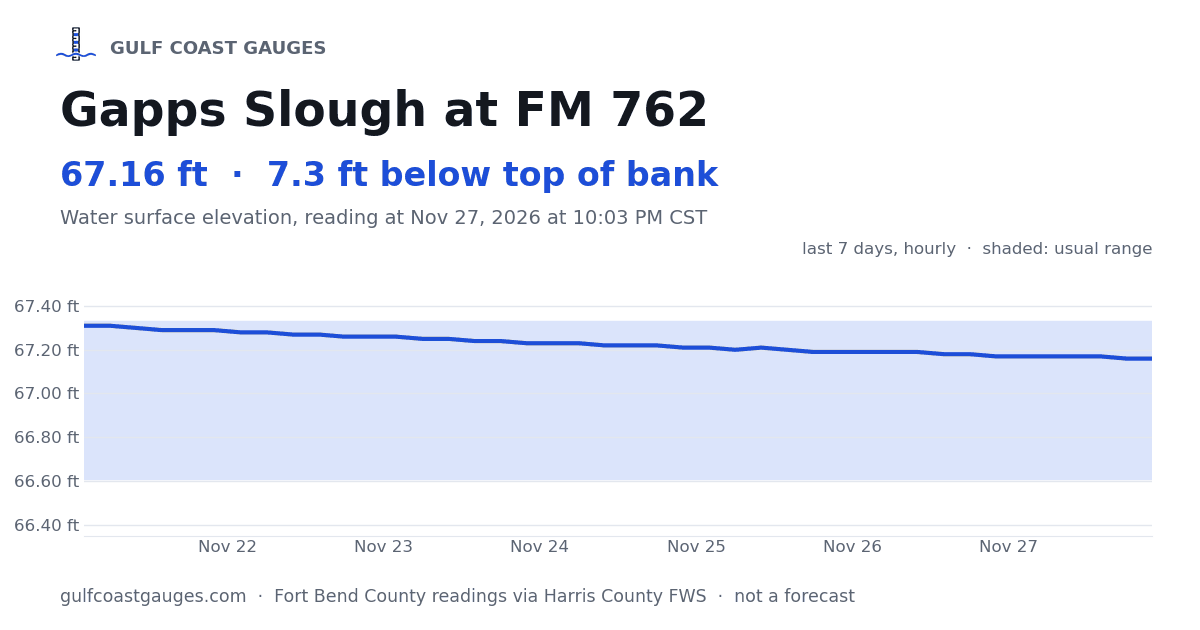 GULF COAST GAUGES
Gapps Slough at FM 762
67.16 ft · 7.3 ft below top of bank
Water surface elevation, reading at Nov 27, 2026 at 10:03 PM CST
last 7 days, hourly · shaded: usual range
67.40 ft
67.20 ft
67.00 ft
66.80 ft
66.60 ft
66.40 ft
Nov 22 Nov 23 Nov 24 Nov 25 Nov 26 Nov 27
gulfcoastgauges.com · Fort Bend County readings via Harris County FWS · not a forecast